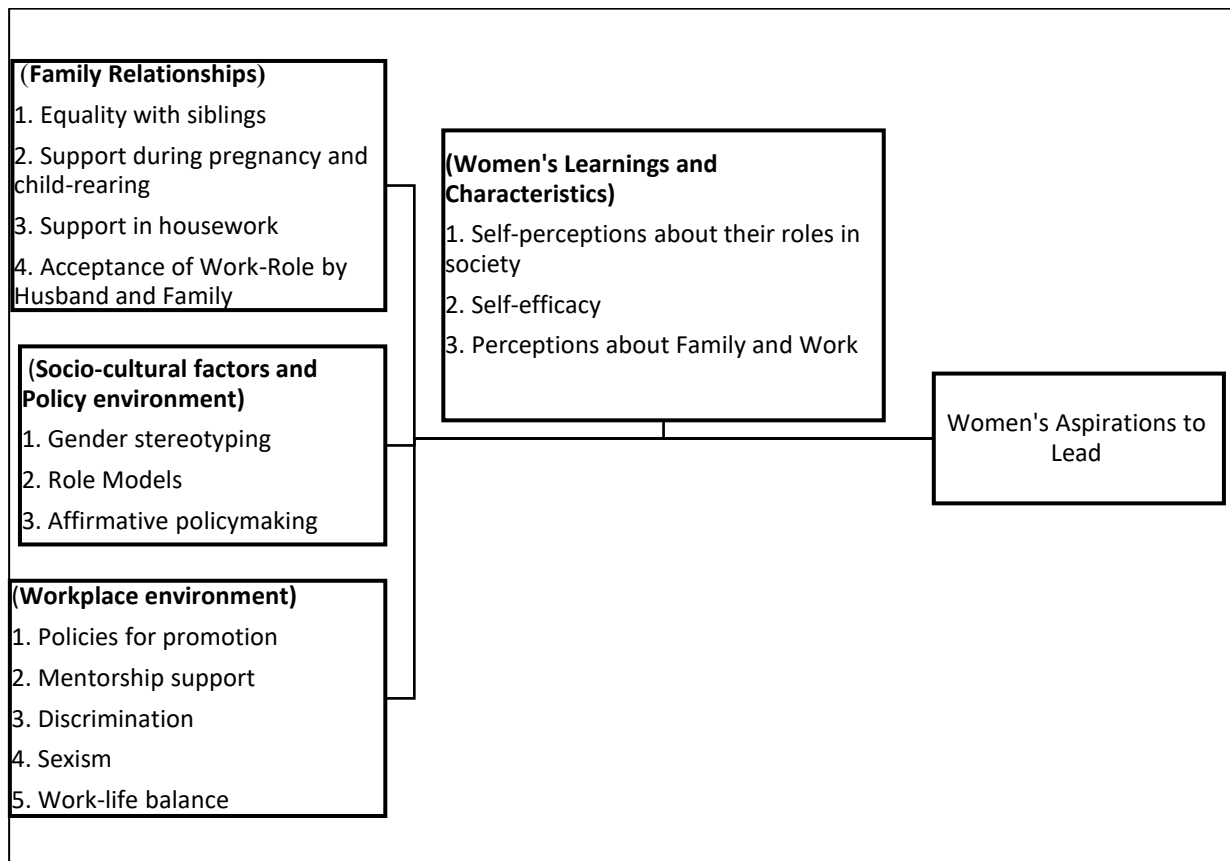 (Family Relationships)
1. Equality with siblings
2. Support during pregnancy and
child-rearing
3. Support in housework
4. Acceptance of Work-Role by
Husband and Family
(Women's Learnings and
Characteristics)
1. Self-perceptions about their roles in
society
2. Self-efficacy
3. Perceptions about Family and Work
(Socio-cultural factors and
Policy environment)
1. Gender stereotyping
2. Role Models
3. Affirmative policymaking
Women's Aspirations to
Lead
(Workplace environment)
1. Policies for promotion
2. Mentorship support
3. Discrimination
4. Sexism
5. Work-life balance